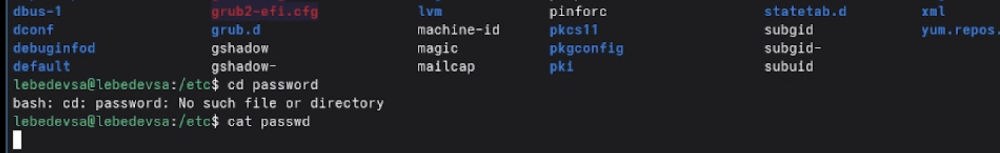 dbus-1 grub2-efi.cfg lvm pinforc statetab.d xml
dconf grub.d machine-id pkcs11 subgid yum.repos.
debuginfod gshadow magic pkgconfig subgid-
default gshadow- mailcap pki subuid
lebedevsa@lebedevsa:/etc$ cd password
bash: cd: password: No such file or directory
lebedevsa@lebedevsa:/etc$ cat passwd